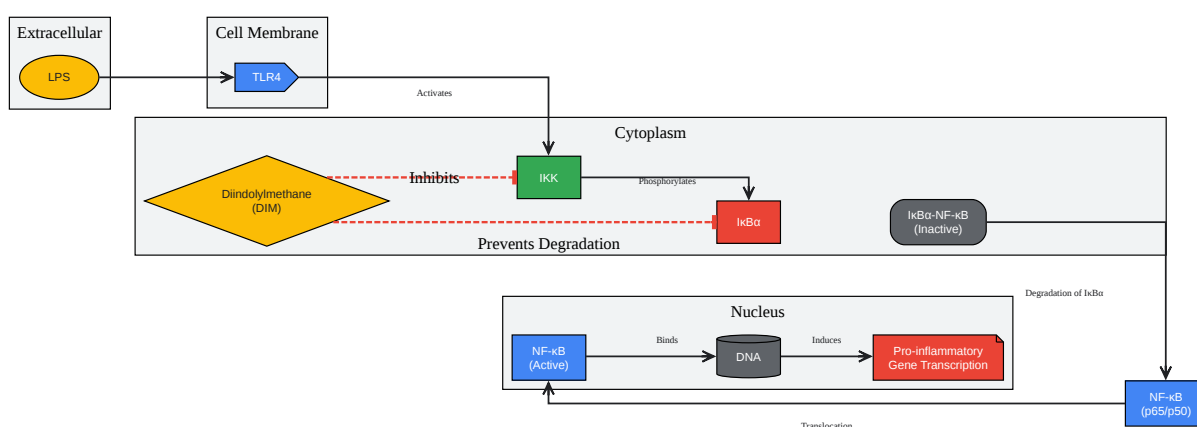 Extracellular
Cell Membrane
LPS
TLR4
Activates
Cytoplasm
Diindolylmethane
(DIM)
Inhibits
IKK
Phosphorylates
IκBα
Prevents Degradation
IκBα-NF-κB
(Inactive)
Degradation of IκBα
Nucleus
NF-κB
(Active)
Binds
DNA
Induces
Pro-inflammatory
Gene Transcription
NF-κB
(p65/p50)
Translocation